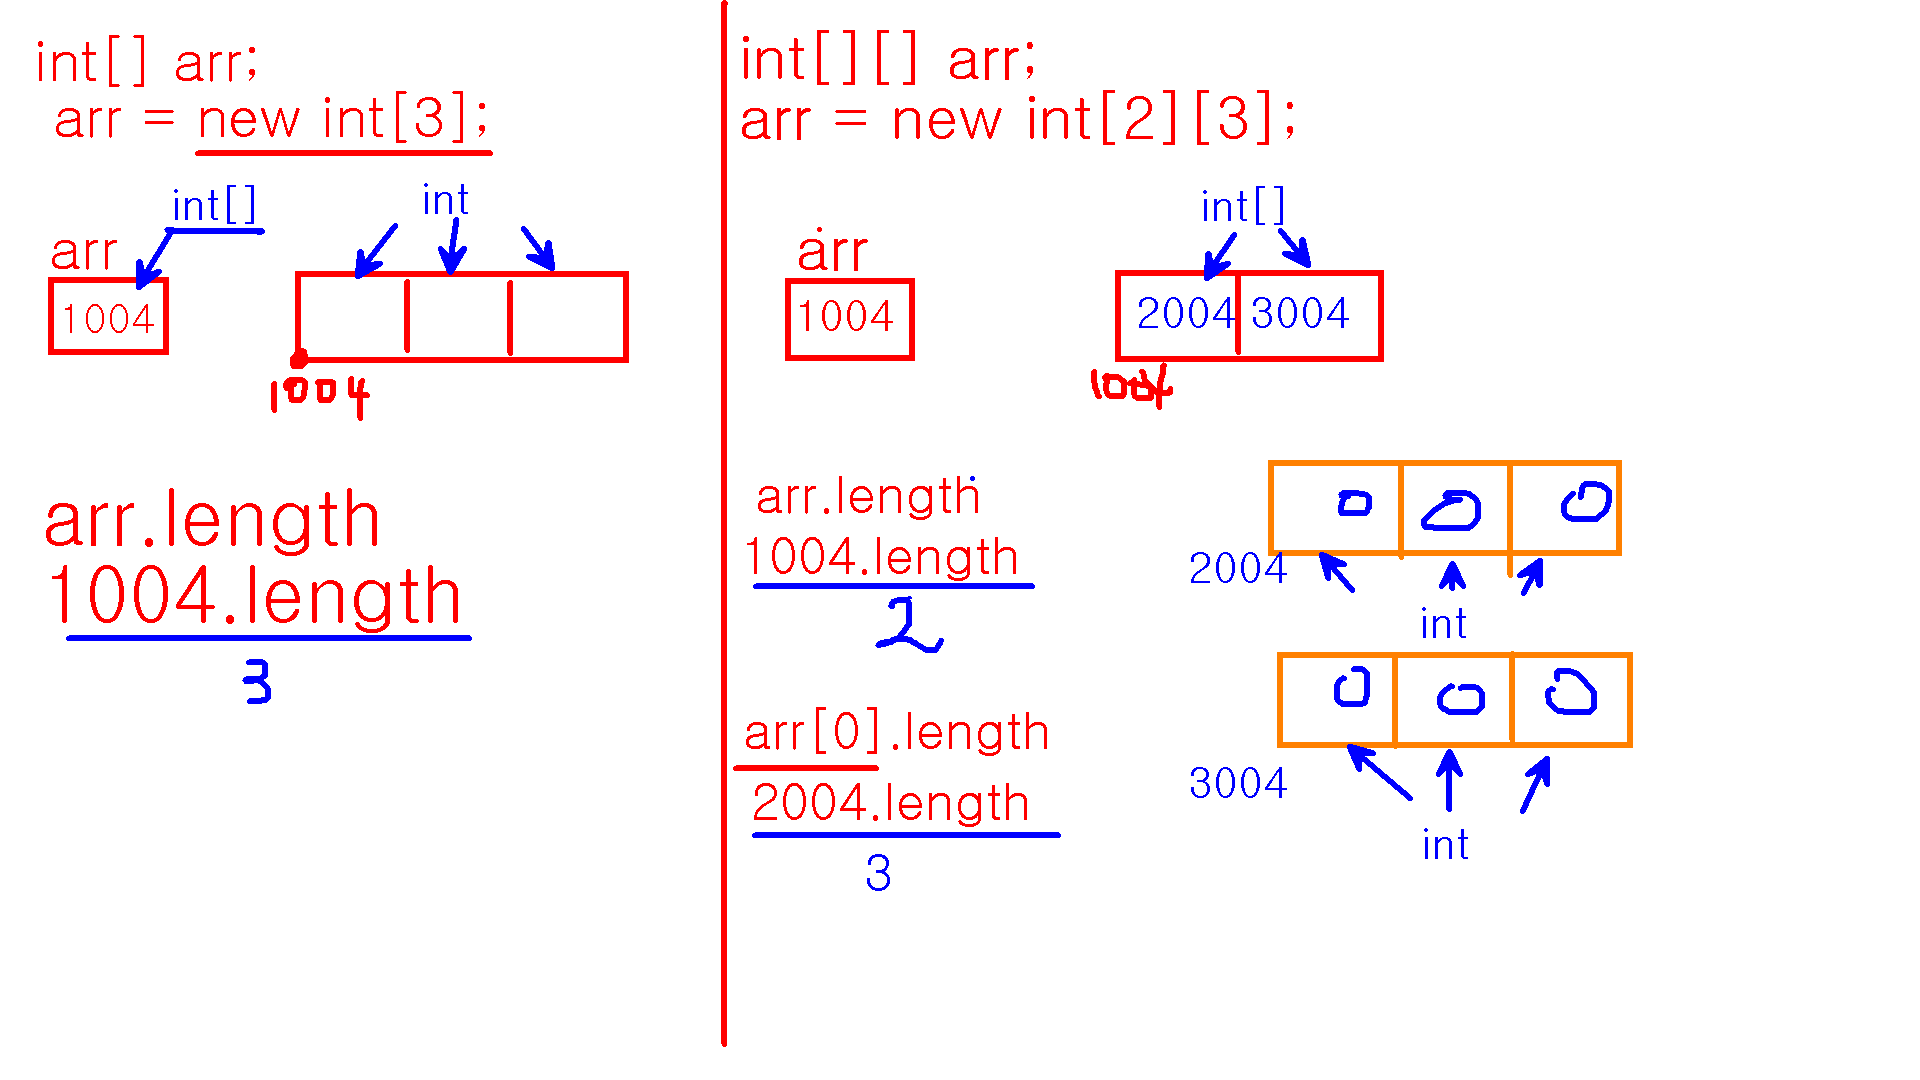 int[] arr;
arr = new int[3];
int[]
int
arr
1004
1004
arr.length
1004.length
3
int[][] arr;
arr = new int[2][3];
int[]
arr
1004
2004 3004
1004
arr.length
1004.length
2
arr[0].length
2004.length
3
0 0 0
2004
int
0 0 0
3004
int